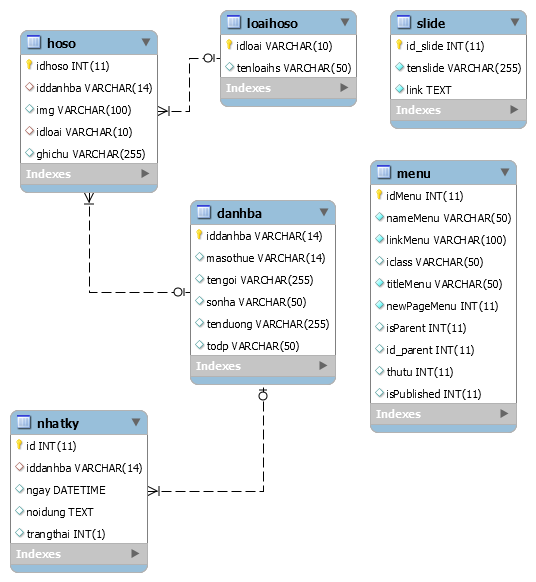 hoso
idhoso INT(11)
iddanhba VARCHAR(14)
img VARCHAR(100)
idloai VARCHAR(10)
ghichu VARCHAR(255)
Indexes
loaihoso
idloai VARCHAR(10)
tenloaihs VARCHAR(50)
Indexes
slide
id_slide INT(11)
tenslide VARCHAR(255)
link TEXT
Indexes
danhba
iddanhba VARCHAR(14)
masothue VARCHAR(14)
tengoi VARCHAR(255)
sonha VARCHAR(50)
tenduong VARCHAR(255)
todp VARCHAR(50)
Indexes
menu
idMenu INT(11)
nameMenu VARCHAR(50)
linkMenu VARCHAR(100)
iclass VARCHAR(50)
titleMenu VARCHAR(50)
newPageMenu INT(11)
isParent INT(11)
id_parent INT(11)
thutu INT(11)
isPublished INT(11)
Indexes
nhatky
id INT(11)
iddanhba VARCHAR(14)
ngay DATETIME
noidung TEXT
trangthai INT(1)
Indexes